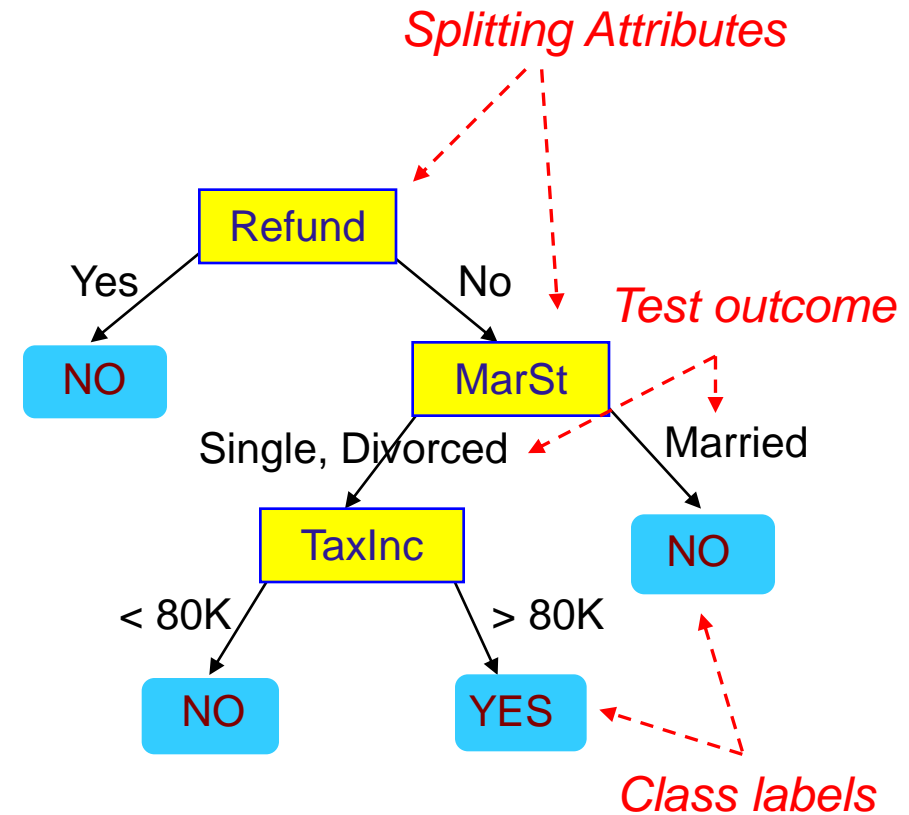 Splitting Attributes
Refund
Yes
No
Test outcome
NO
MarSt
Single, Divorced
Married
TaxInc
NO
< 80K
> 80K
NO
YES
Class labels